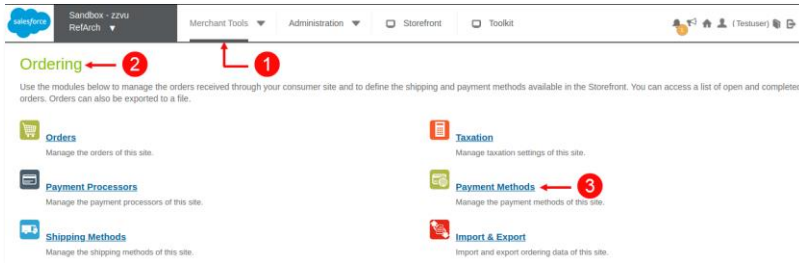 salesforce
Sandbox - zzvu
RefArch
Merchant Tools
Administration
Storefront
Toolkit
1
(Testuser)
Ordering
2
1
Use the modules below to manage the orders received through your consumer site and to define the shipping and payment methods available in the Storefront. You can access a list of open and completed
orders. Orders can also be exported to a file.
Orders
Manage the orders of this site.
Taxation
Manage taxation settings of this site.
Payment Processors
Manage the payment processors of this site.
Payment Methods
3
Manage the payment methods of this site.
Shipping Methods
Manage the shipping methods of this site.
Import & Export
Import and export ordering data of this site.